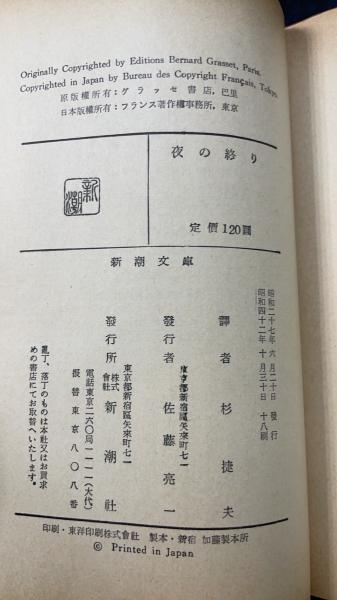 Originally Copyrighted by Editions Bernard Grasset, Paris.
Copyrighted in Japan by Bureau des Copyright Français, Tokyo.
原版權所有:グラッセ書店,巴里
日本版權所有:フランス著作權事務所,東京
夜の終り
新潮
定價120圓
新潮文庫
昭和二十七年六月二十日發行
昭和四十二年十月三十日十八刷
譯者 杉捷夫
發行者 佐藤亮一
東京都新宿區矢來町七一
發行所 株式會社 新潮社
東京都新宿區矢來町七一
電話東京二六〇局一一一一(大代)
振替東京八〇八番
亂丁、落丁のものは本社又はお買求
めの書店にてお取替へいたします。
印刷・東洋印刷株式會社 製本・新宿 加藤製本所
© Printed in Japan